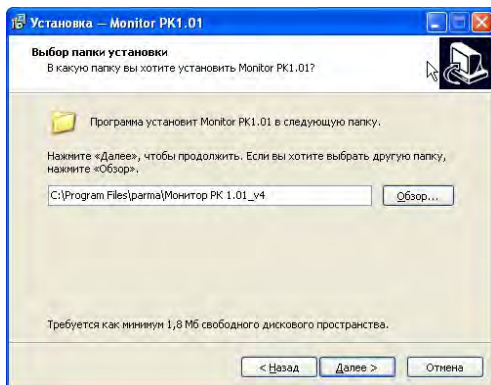 Установка — Monitor PK1.01
Выбор папки установки
В какую папку вы хотите установить Monitor PK1.01?
Программа установит Monitor PK1.01 в следующую папку.
Нажмите «Далее», чтобы продолжить. Если вы хотите выбрать другую папку,
нажмите «Обзор».
C:\Program Files\parma\Монитор РК 1.01_v4
Обзор...
Требуется как минимум 1,8 Мб свободного дискового пространства.
< Назад
Далее >
Отмена